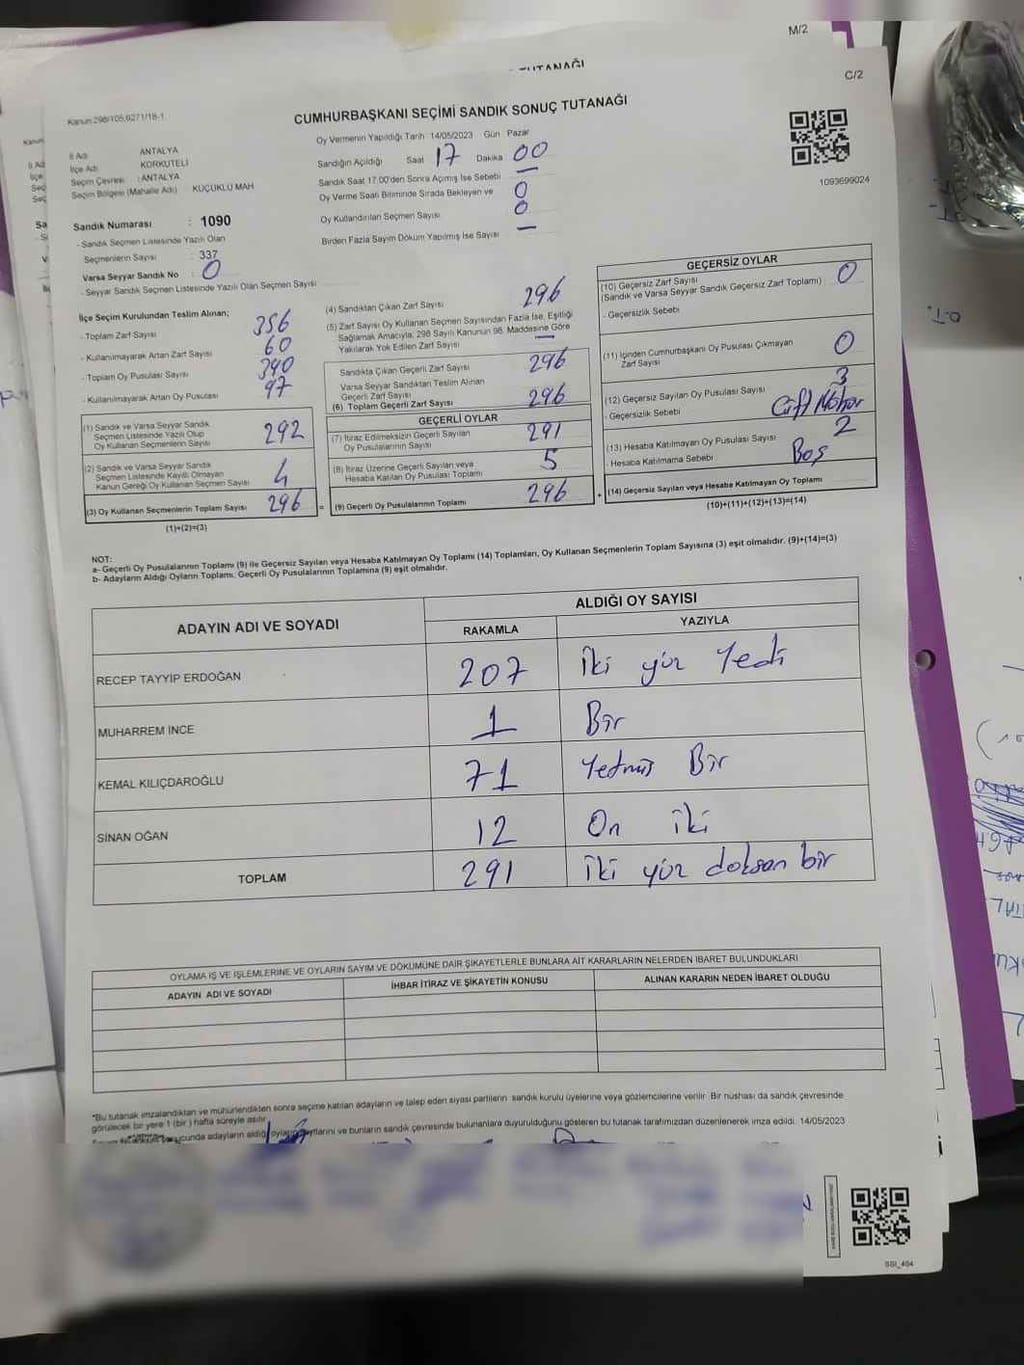 M/2
TUTANAĞI
C/2
Kanun 298/105,6271/18-1
CUMHURBAŞKANI SEÇİMİ SANDIK SONUÇ TUTANAĞI
İl Adı : ANTALYA
İlçe Adı : KORKUTELİ
Seçim Çevresi : ANTALYA
Seçim Bölgesi (Mahalle Adı) KÜÇÜKLÜ MAH
Oy Vermenin Yapıldığı Tarih 14/05/2023 Gün Pazar
Sandığın Açıldığı Saat 17 Dakika 00
Sandık Saat 17.00'den Sonra Açılmış İse Sebebi —
Oy Verme Saati Bitiminde Sırada Bekleyen ve 0
Oy Kullandırılan Seçmen Sayısı 0
Birden Fazla Sayım Döküm Yapılmış İse Sayısı —
1093699024
Sandık Numarası : 1090
- Sandık Seçmen Listesinde Yazılı Olan
Seçmenlerin Sayısı : 337
Varsa Seyyar Sandık No : 0
- Seyyar Sandık Seçmen Listesinde Yazılı Olan Seçmen Sayısı
İlçe Seçim Kurulundan Teslim Alınan;
- Toplam Zarf Sayısı 356
- Kullanılmayarak Artan Zarf Sayısı 60
- Toplam Oy Pusulası Sayısı 390
- Kullanılmayarak Artan Oy Pusulası 97
(1) Sandık ve Varsa Seyyar Sandık
Seçmen Listesinde Yazılı Olup
Oy Kullanan Seçmenlerin Sayısı 292
(2) Sandık ve Varsa Seyyar Sandık
Seçmen Listesinde Kayıtlı Olmayan
Kanun Gereği Oy Kullanan Seçmen Sayısı 4
(3) Oy Kullanan Seçmenlerin Toplam Sayısı 296
(1)+(2)=(3)
(4) Sandıktan Çıkan Zarf Sayısı 296
(5) Zarf Sayısı Oy Kullanan Seçmen Sayısından Fazla İse, Eşitliği
Sağlamak Amacıyla, 298 Sayılı Kanunun 98. Maddesine Göre
Yakılarak Yok Edilen Zarf Sayısı —
Sandıkta Çıkan Geçerli Zarf Sayısı 296
Varsa Seyyar Sandıktan Teslim Alınan
Geçerli Zarf Sayısı
(6) Toplam Geçerli Zarf Sayısı 296
GEÇERLİ OYLAR
(7) İtiraz Edilmeksizin Geçerli Sayılan
Oy Pusulalarının Sayısı 291
(8) İtiraz Üzerine Geçerli Sayılan veya
Hesaba Katılan Oy Pusulası Toplamı 5
= (9) Geçerli Oy Pusulalarının Toplamı 296
GEÇERSİZ OYLAR
(10) Geçersiz Zarf Sayısı
(Sandık ve Varsa Seyyar Sandık Geçersiz Zarf Toplamı) 0
- Geçersizlik Sebebi
(11) İçinden Cumhurbaşkanı Oy Pusulası Çıkmayan
Zarf Sayısı 0
(12) Geçersiz Sayılan Oy Pusulası Sayısı 3
- Geçersizlik Sebebi Çift Mühür
(13) Hesaba Katılmayan Oy Pusulası Sayısı 2
- Hesaba Katılmama Sebebi Boş
+ (14) Geçersiz Sayılan veya Hesaba Katılmayan Oy Toplamı
(10)+(11)+(12)+(13)=(14)
NOT:
a- Geçerli Oy Pusulalarının Toplamı (9) ile Geçersiz Sayılan veya Hesaba Katılmayan Oy Toplamı (14) Toplamları, Oy Kullanan Seçmenlerin Toplam Sayısına (3) eşit olmalıdır. (9)+(14)=(3)
b- Adayların Aldığı Oyların Toplamı, Geçerli Oy Pusulalarının Toplamına (9) eşit olmalıdır.
ADAYIN ADI VE SOYADI
ALDIĞI OY SAYISI
RAKAMLA YAZIYLA
RECEP TAYYİP ERDOĞAN 207 İki yüz Yedi
MUHARREM İNCE 1 Bir
KEMAL KILIÇDAROĞLU 71 Yetmiş Bir
SİNAN OĞAN 12 On iki
TOPLAM 291 İki yüz doksan bir
OYLAMA İŞ VE İŞLEMLERİNE VE OYLARIN SAYIM VE DÖKÜMÜNE DAİR ŞİKAYETLERLE BUNLARA AİT KARARLARIN NELERDEN İBARET BULUNDUKLARI
ADAYIN ADI VE SOYADI İHBAR İTİRAZ VE ŞİKAYETİN KONUSU ALINAN KARARIN NEDEN İBARET OLDUĞU
*Bu tutanak imzalandıktan ve mühürlendikten sonra seçime katılan adayların ve talep eden siyasi partilerin sandık kurulu üyelerine veya gözlemcilerine verilir. Bir nüshası da sandık çevresinde
görülecek bir yere 1 (bir ) hafta süreyle asılır.
adayların aldığı bunların sandık çevresinde bulunanlara duyurulduğunu gösteren bu tutanak tarafımızdan düzenlenerek imza edildi. 14/05/2023
SSI_464